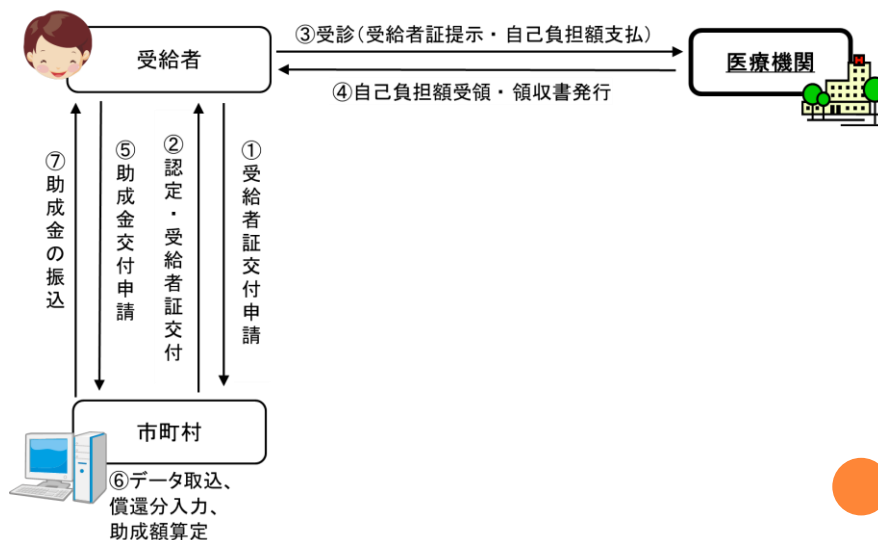 ③受診(受給者証提示・自己負担額支払)
受給者
医療機関
H
④自己負担額受領・領収書発行
⑦助成金の振込
⑤助成金交付申請
②認定・受給者証交付
①受給者証交付申請
市町村
⑥データ取込、
償還分入力、
助成額算定